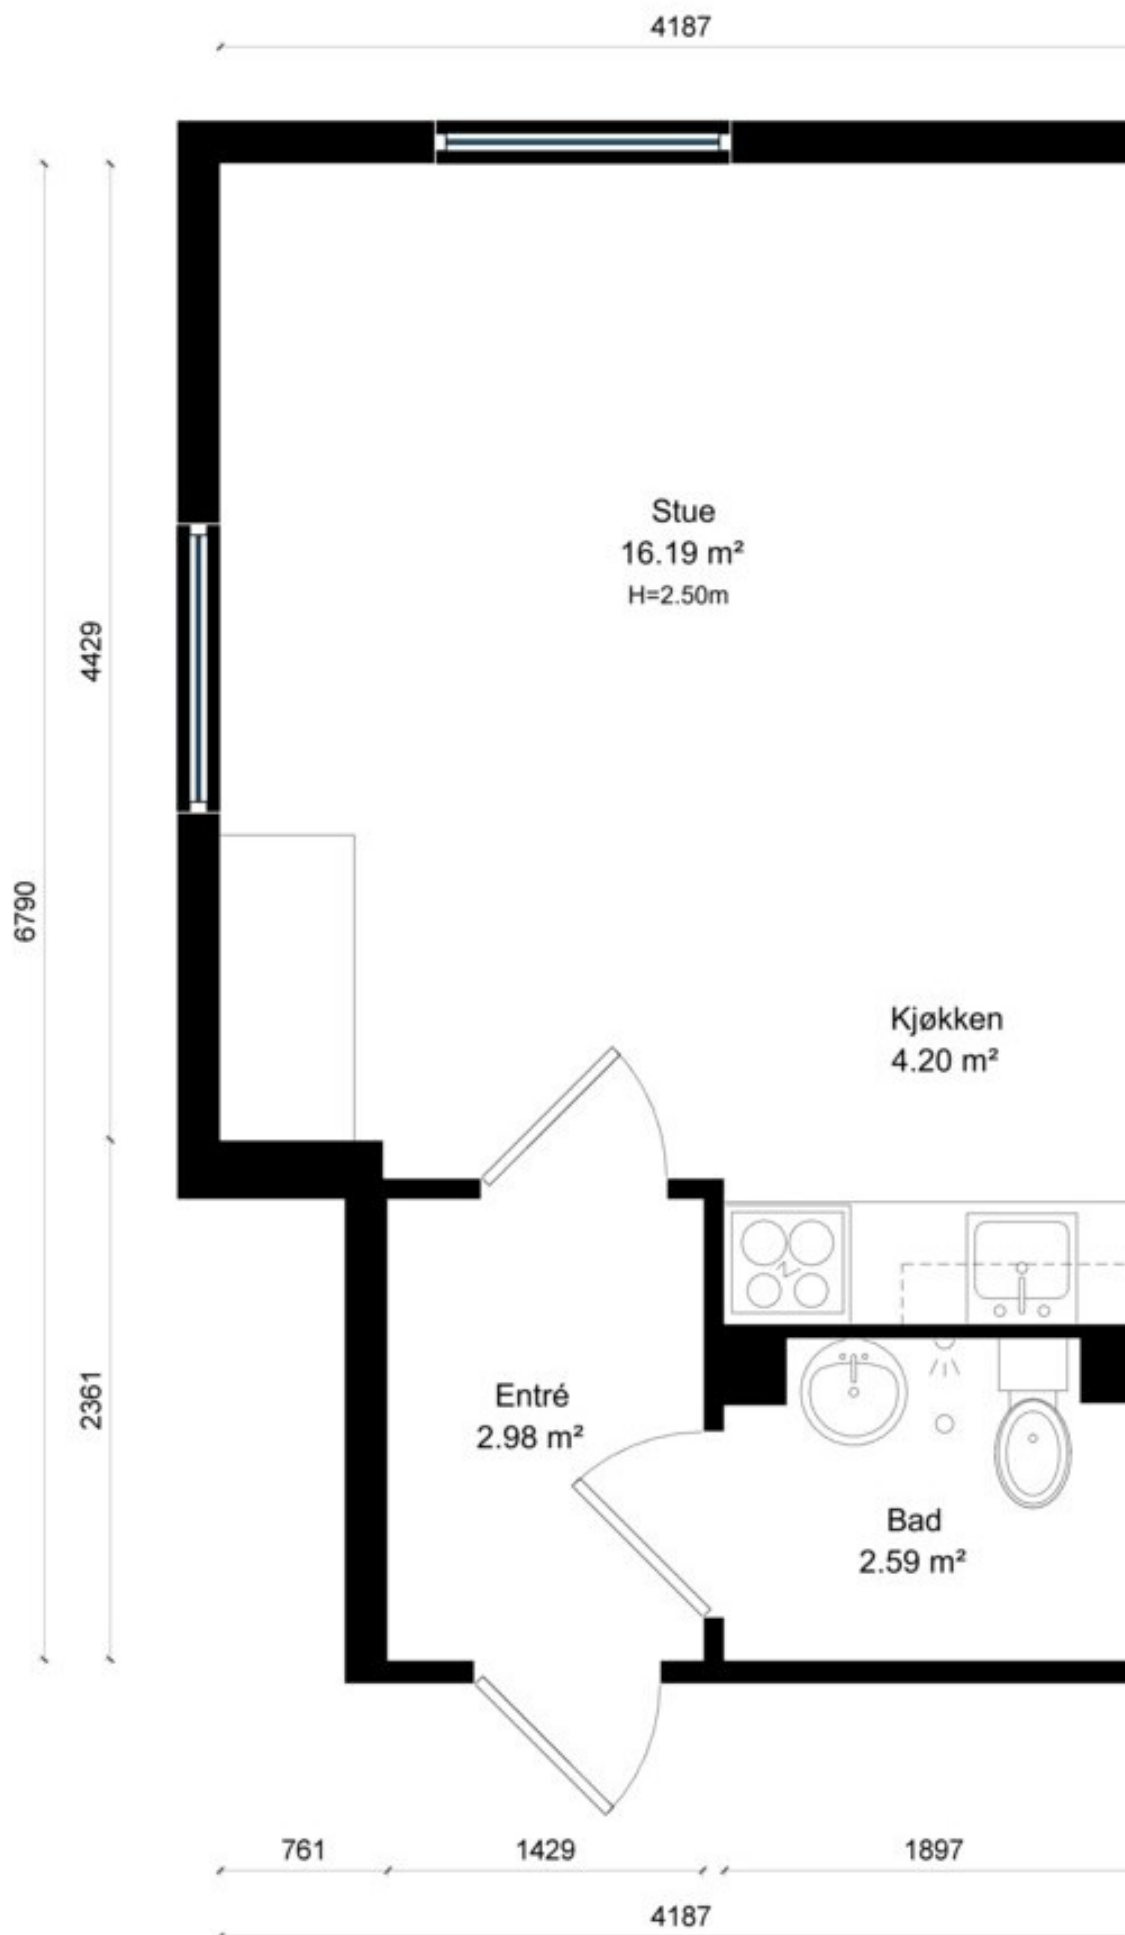 4187
Stue
16.19 m²
H=2.50m
4429
6790
Kjøkken
4.20 m²
2361
Entré
2.98 m²
Bad
2.59 m²
761
1429
1897
4187